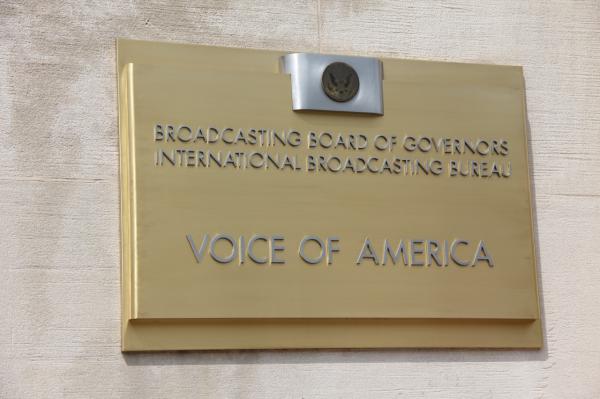 BROADCASTING BOARD OF GOVERNORS
INTERNATIONAL BROADCASTING BUREAU
VOICE OF AMERICA